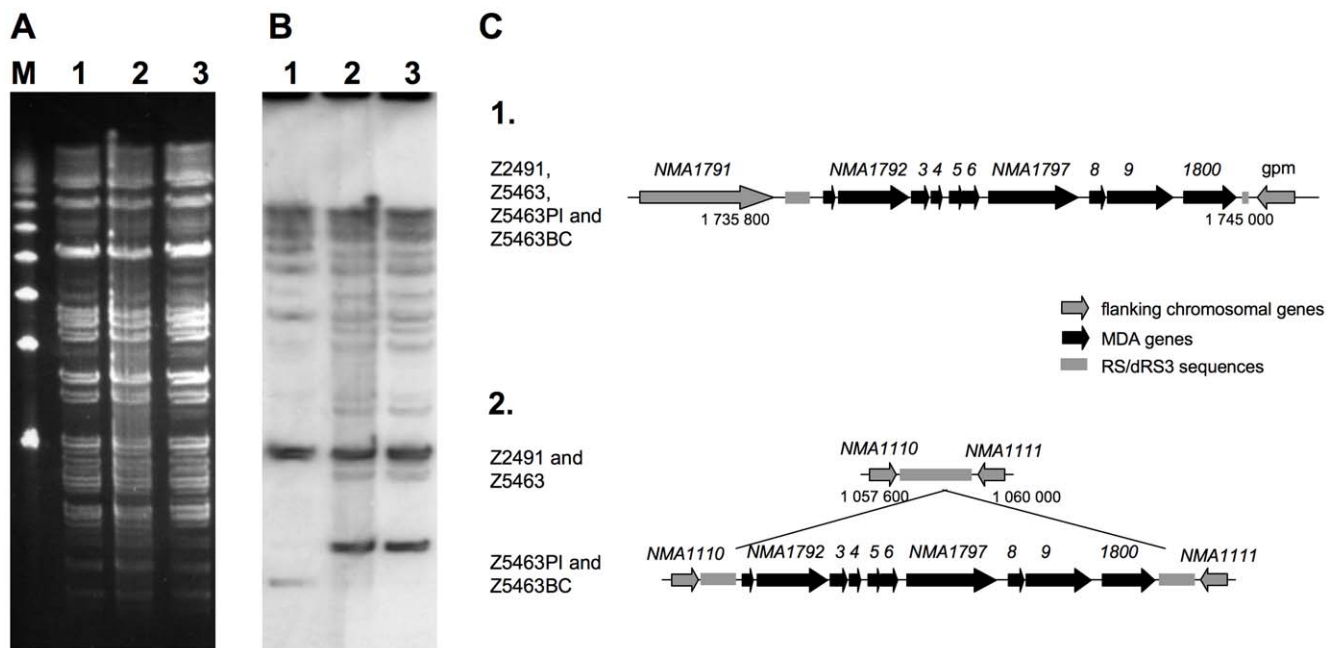 A
M 1 2 3
B
1 2 3
C
1.
Z2491,
Z5463,
Z5463PI and
Z5463BC
NMA1791 NMA1792 3 4 5 6 NMA1797 8 9 1800 gpm
1 735 800 1 745 000
flanking chromosomal genes
MDA genes
RS/dRS3 sequences
2.
Z2491 and
Z5463
NMA1110 NMA1111
1 057 600 1 060 000
Z5463PI and
Z5463BC
NMA1110 NMA1792 3 4 5 6 NMA1797 8 9 1800 NMA1111